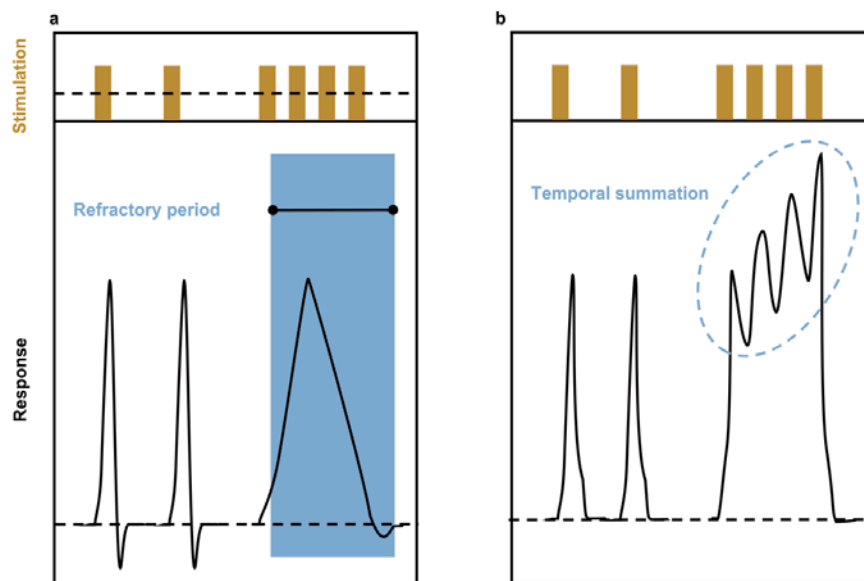 a
b
Stimulation
Refractory period
Temporal summation
Response